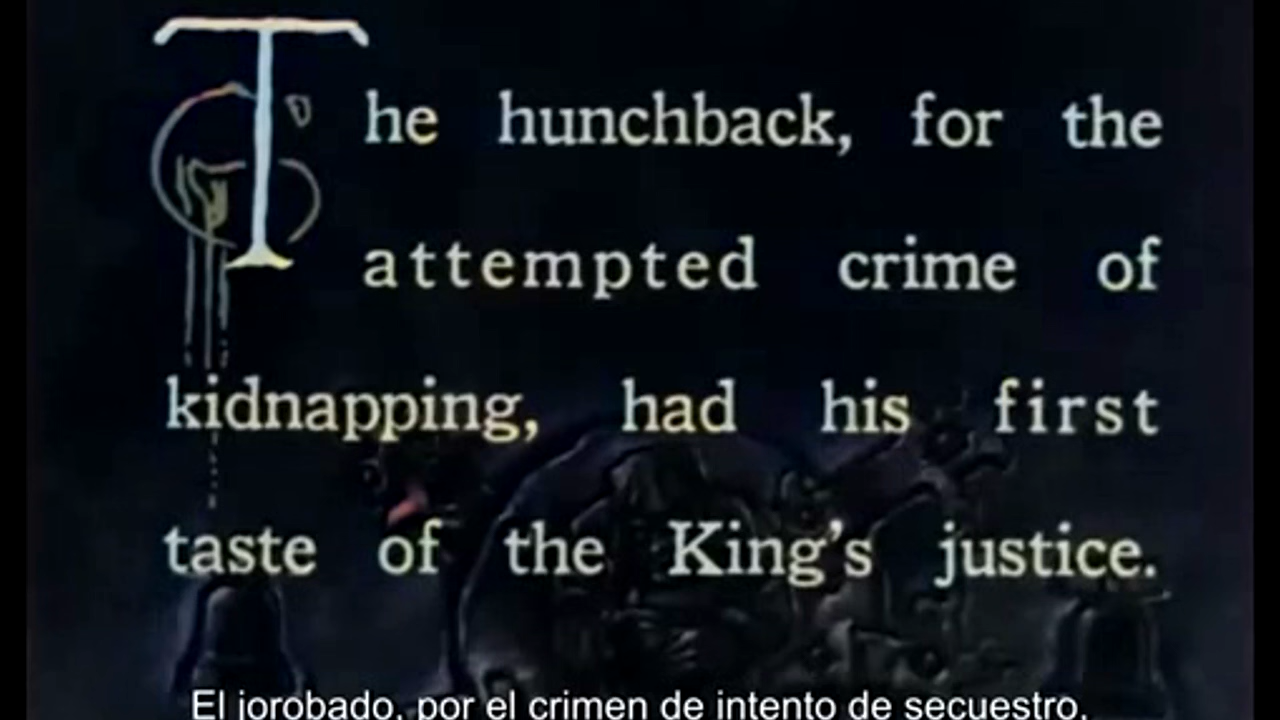 The hunchback, for the
attempted crime of
kidnapping, had his first
taste of the King's justice.
El jorobado, por el crimen de intento de secuestro,